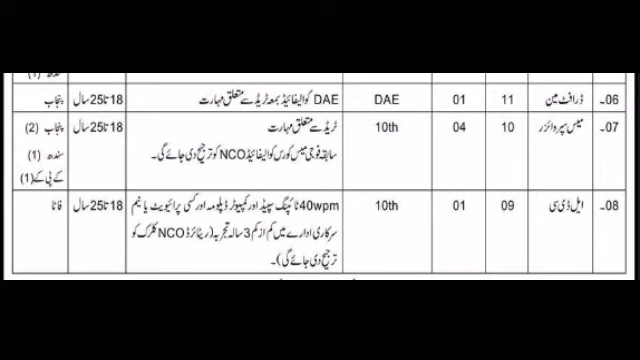 سندھ (1)
06۔ ڈرافٹ مین 11 01 DAE DAE کوالیفائیڈ بمعہ ٹریڈ سے متعلق مہارت 18 تا 25 سال پنجاب
07۔ میس سپروائزر 10 04 10th ٹریڈ سے متعلق مہارت 18 تا 25 سال پنجاب (2)
سابقہ فوجی میس کورس کوالیفائیڈ NCO کو ترجیح دی جائے گی۔ سندھ (1)
کے پی کے (1)
08۔ ایل ڈی سی 09 01 10th 40wpm ٹائپنگ سپیڈ اور کمپیوٹر ڈپلومہ اور کسی پرائیویٹ یا نیم 18 تا 25 سال فاٹا
سرکاری ادارے میں کم از کم 3 سالہ تجربہ (ریٹائرڈ NCO کلرک کو
ترجیح دی جائے گی)۔